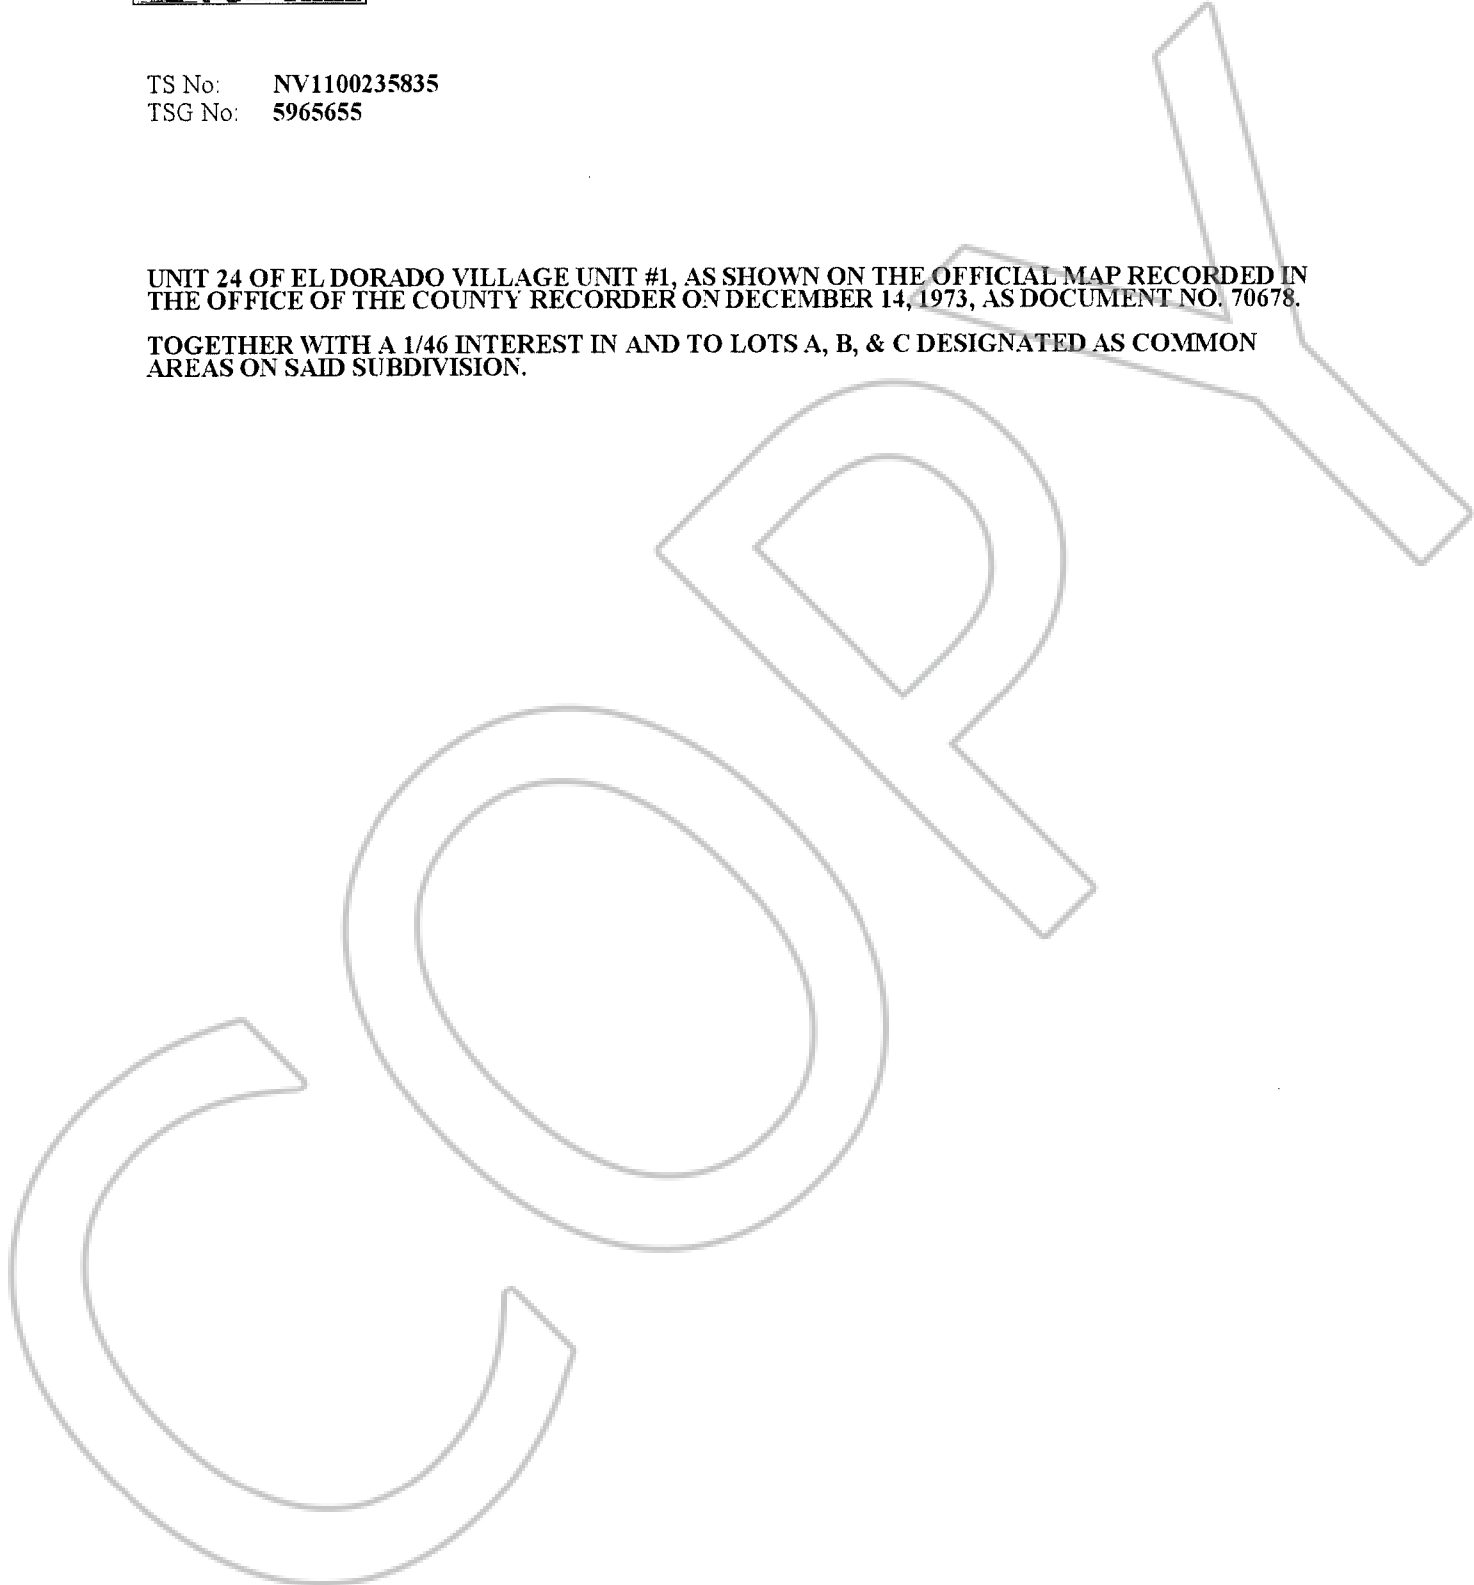 TS No: NV1100235835
TSG No: 5965655
UNIT 24 OF EL DORADO VILLAGE UNIT #1, AS SHOWN ON THE OFFICIAL MAP RECORDED IN
THE OFFICE OF THE COUNTY RECORDER ON DECEMBER 14, 1973, AS DOCUMENT NO. 70678.
TOGETHER WITH A 1/46 INTEREST IN AND TO LOTS A, B, & C DESIGNATED AS COMMON
AREAS ON SAID SUBDIVISION.
COPY